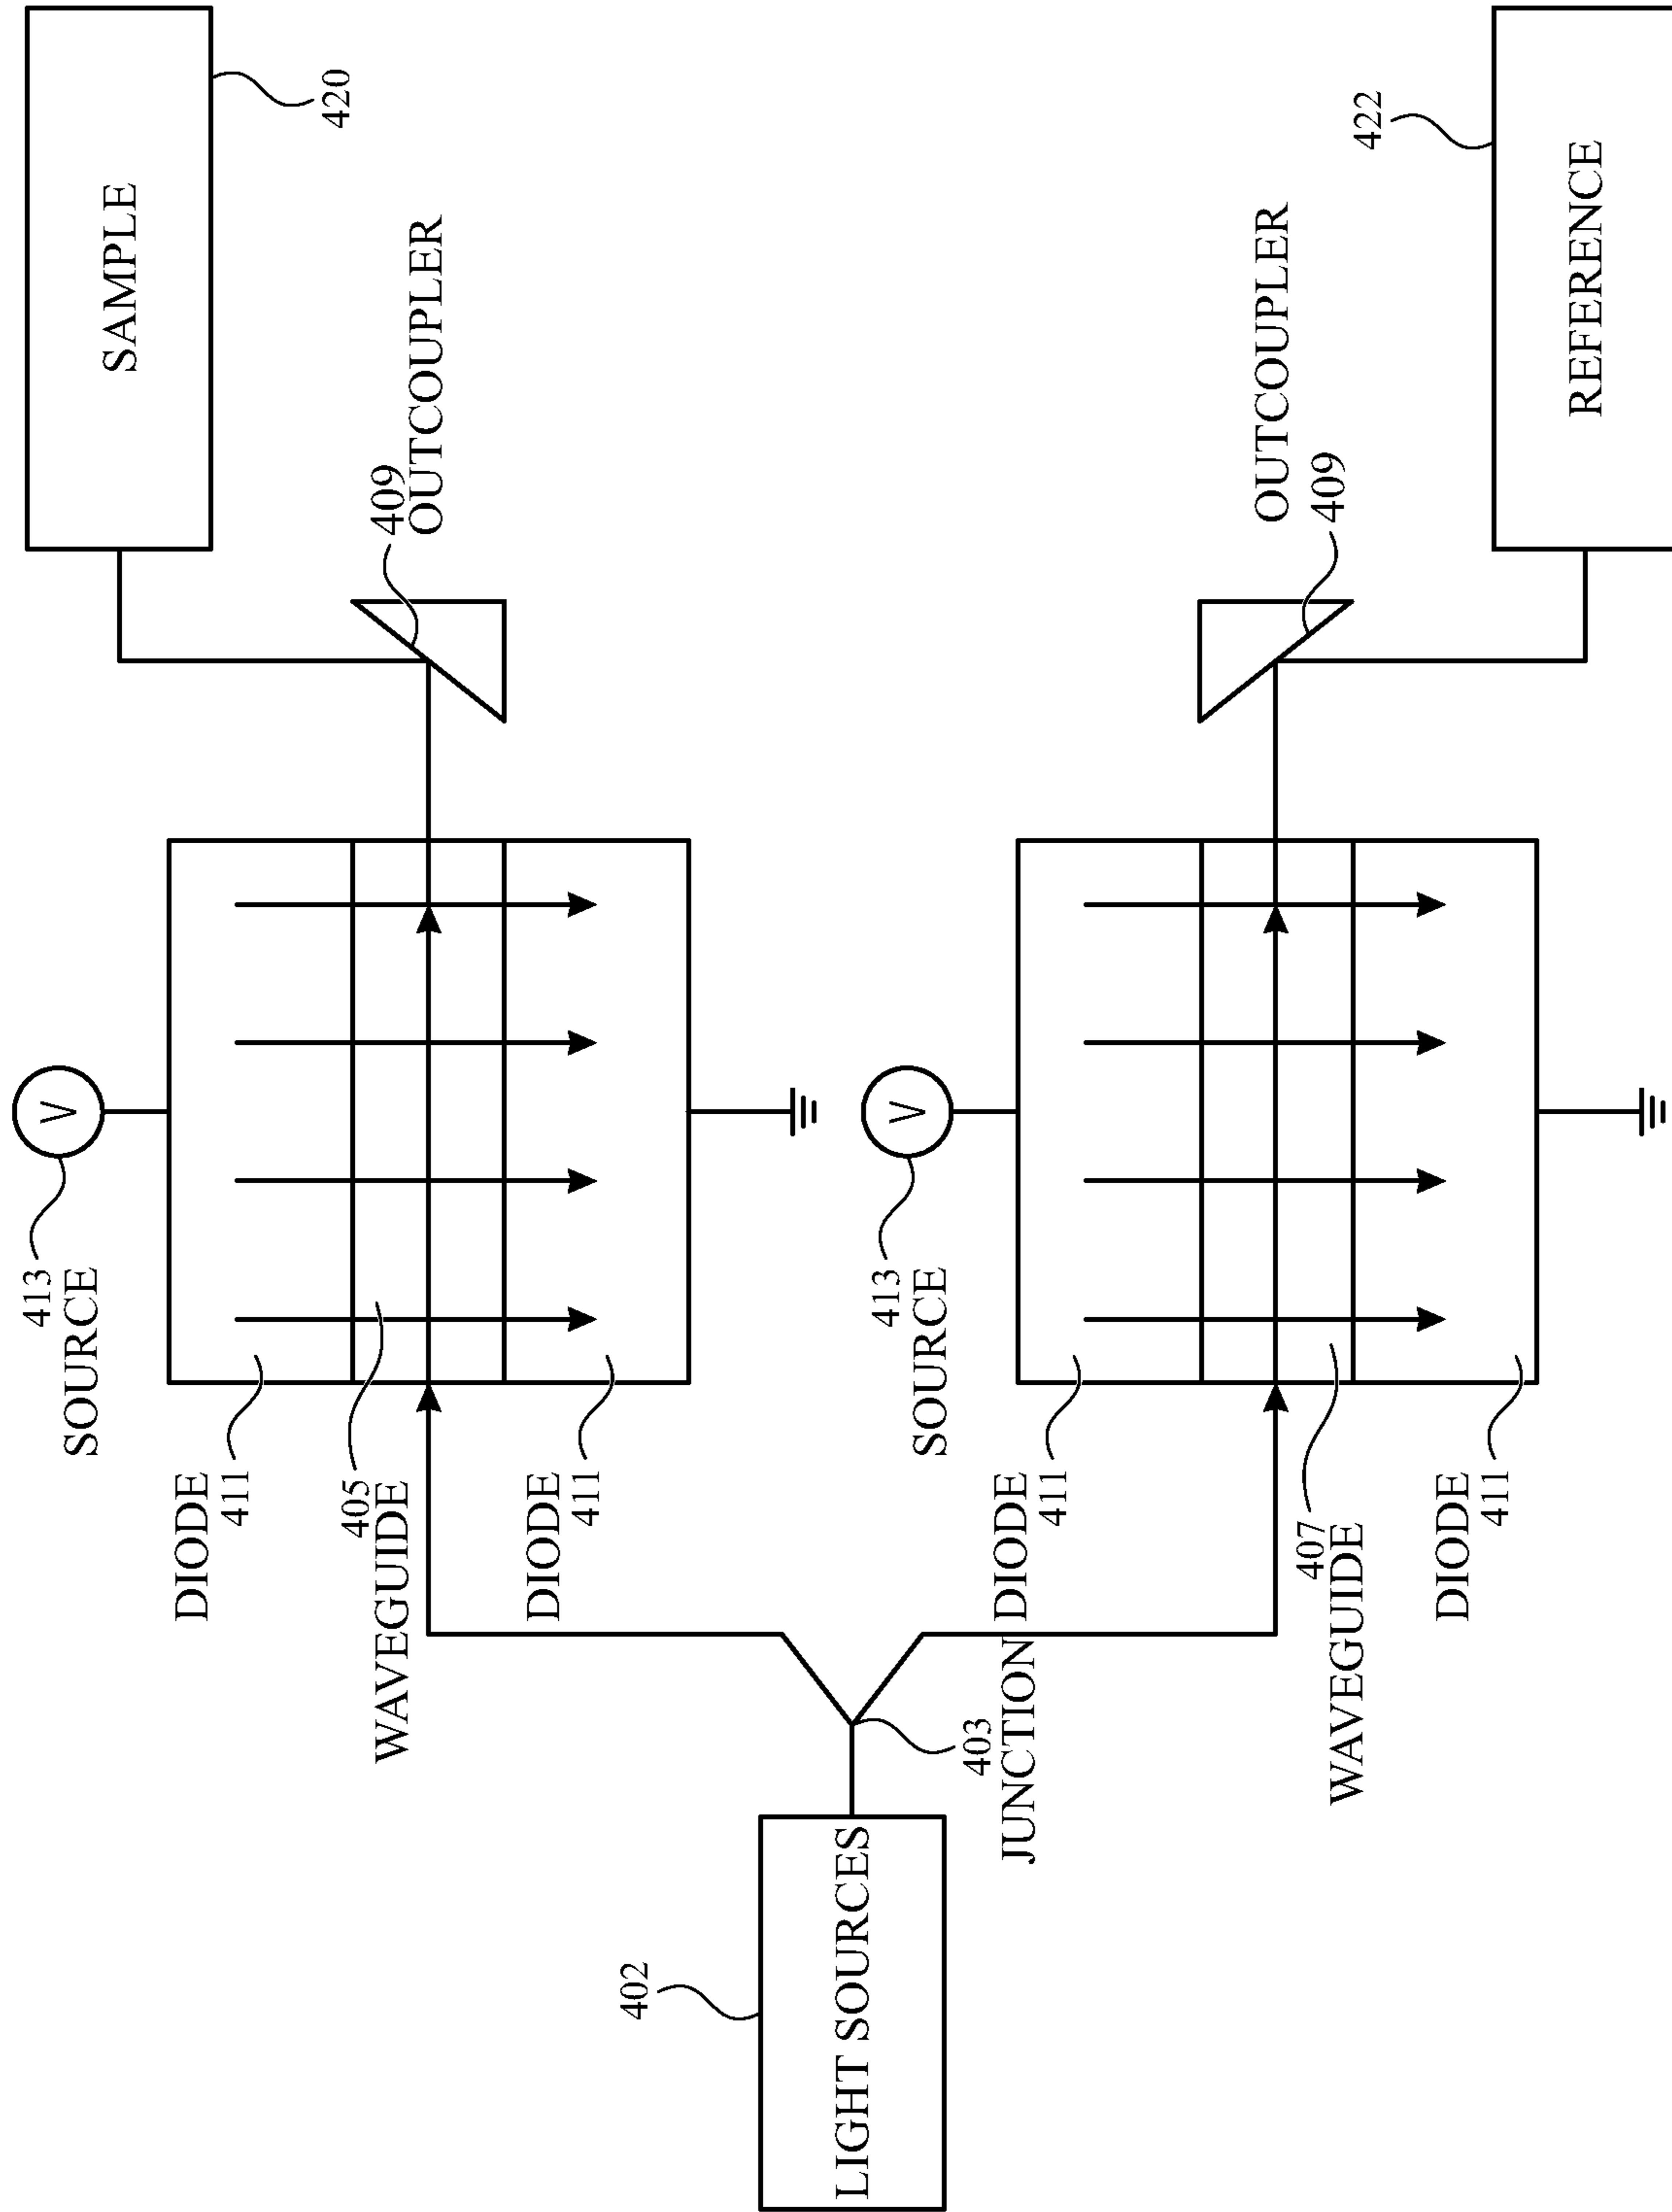 LIGHT SOURCES
402
403
JUNCTION
413
SOURCE
DIODE
411
405
WAVEGUIDE
DIODE
411
409
OUTCOUPLER
SAMPLE
420
413
SOURCE
DIODE
411
407
WAVEGUIDE
DIODE
411
OUTCOUPLER
409
422
REFERENCE
V
V